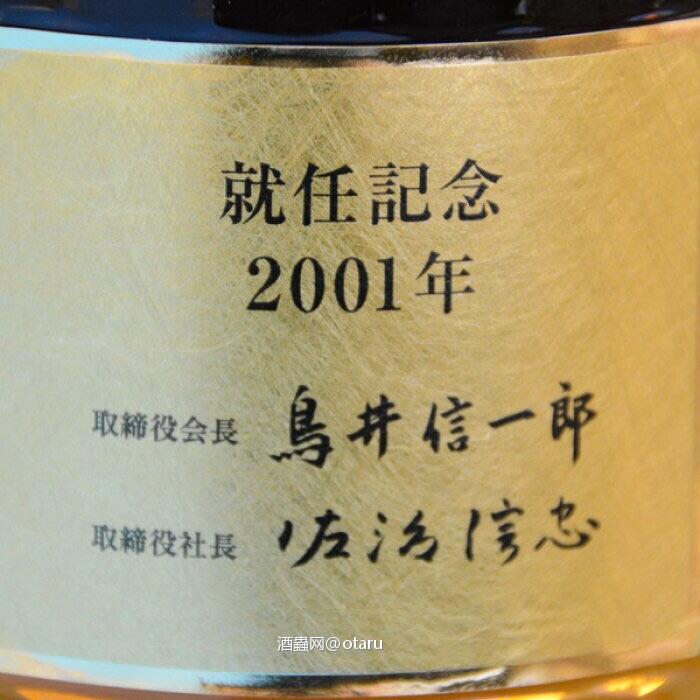 就任記念
2001年
取締役会長 鳥井信一郎
取締役社長 佐治信忠
酒蟲网@otaru